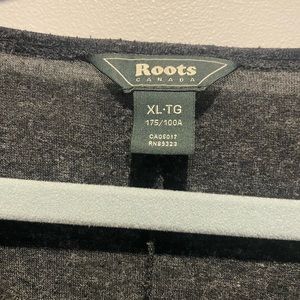 Roots
CANADA
XL·TG
175/100A
CA05017
RN95323